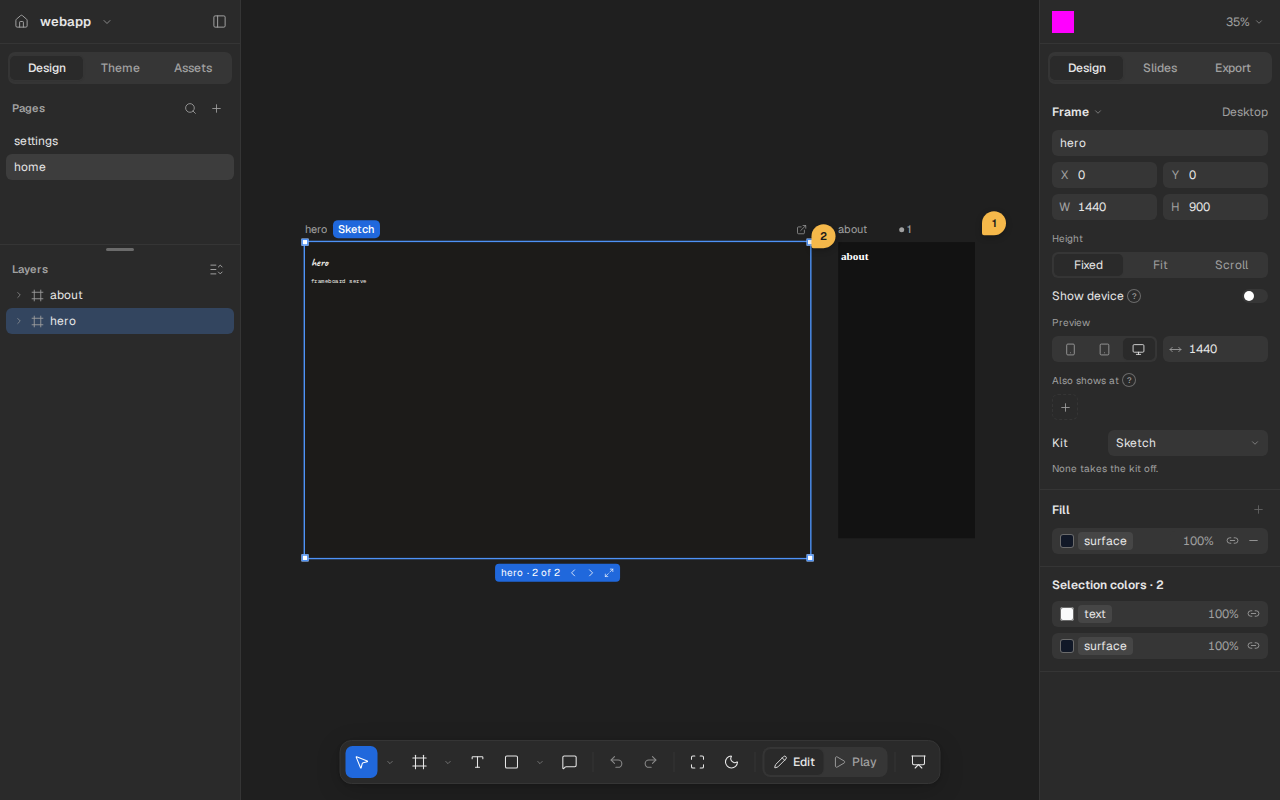 webapp
Design Theme Assets
Pages
settings
home
Layers
about
hero
hero Sketch
2
about
1
1
hero
frameboard serve
about
hero · 2 of 2
Edit Play
35%
Design Slides Export
Frame Desktop
hero
X 0 Y 0
W 1440 H 900
Height
Fixed Fit Scroll
Show device ?
Preview
1440
Also shows at ?
Kit Sketch
None takes the kit off.
Fill
surface 100%
Selection colors · 2
text 100%
surface 100%